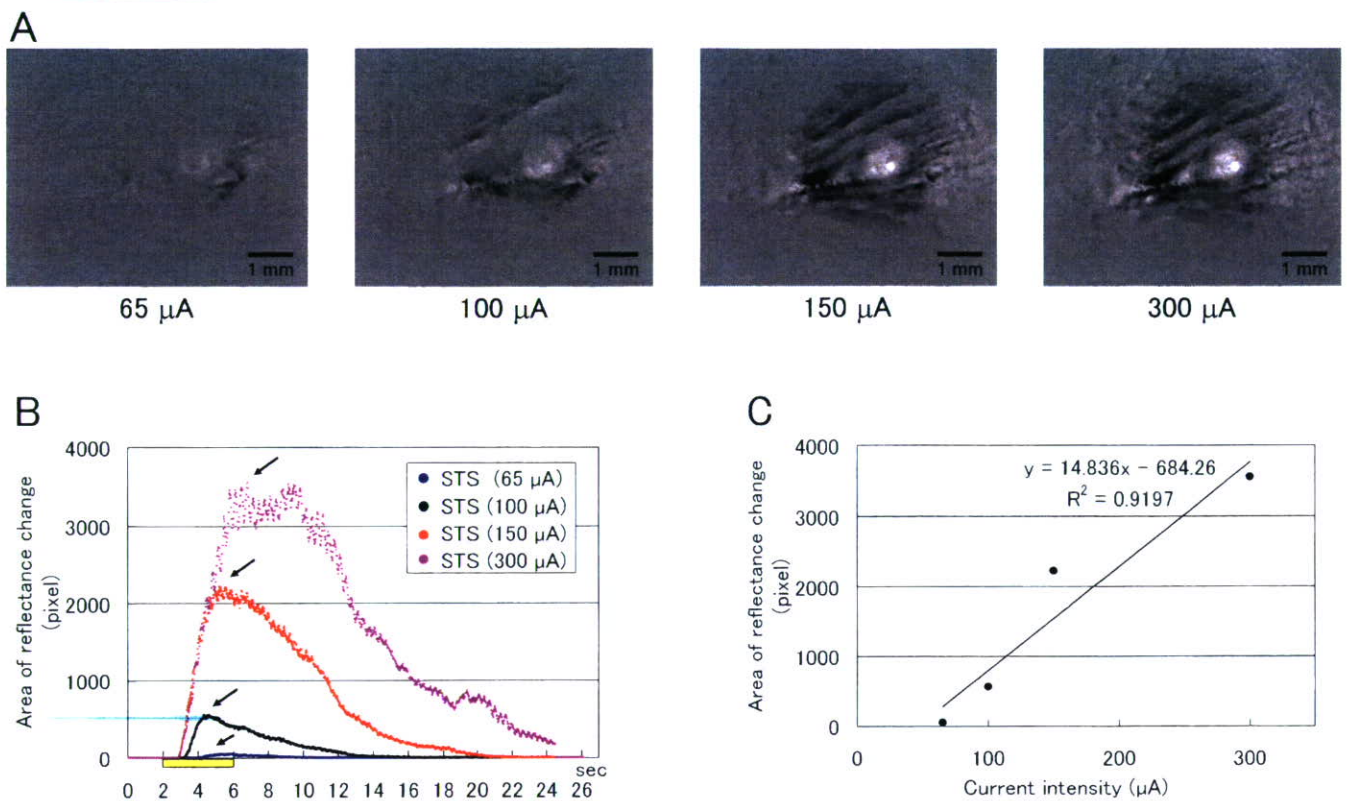 A
1 mm 1 mm 1 mm 1 mm
65 μA 100 μA 150 μA 300 μA
B
Area of reflectance change
(pixel)
4000
3000
2000
1000
0
STS (65 μA)
STS (100 μA)
STS (150 μA)
STS (300 μA)
sec
0 2 4 6 8 10 12 14 16 18 20 22 24 26
C
Area of reflectance change
(pixel)
4000
3000
2000
1000
0
y = 14.836x − 684.26
R² = 0.9197
0 100 200 300
Current intensity (μA)